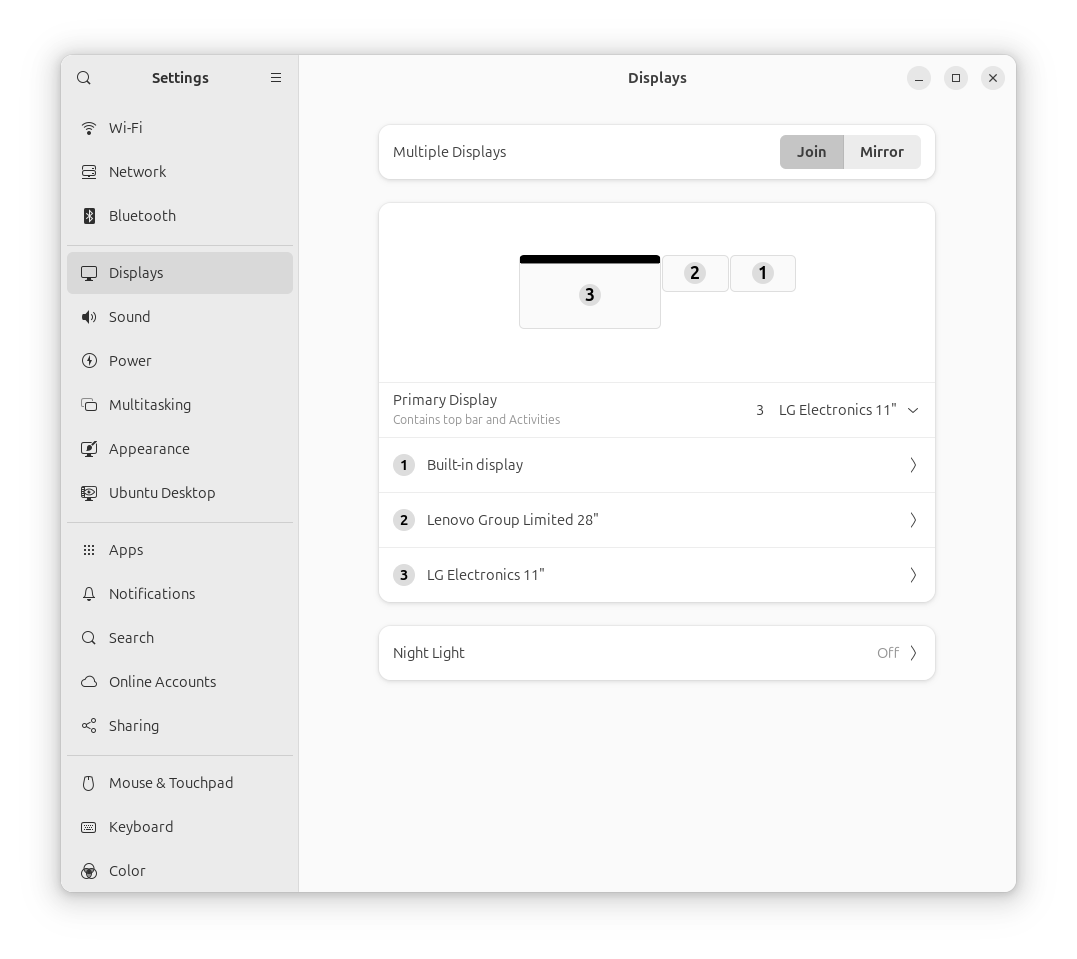 Settings
Displays
Wi-Fi
Network
Bluetooth
Displays
Sound
Power
Multitasking
Appearance
Ubuntu Desktop
Apps
Notifications
Search
Online Accounts
Sharing
Mouse & Touchpad
Keyboard
Color
Multiple Displays
Join
Mirror
3
2
1
Primary Display
Contains top bar and Activities
3 LG Electronics 11"
1 Built-in display
2 Lenovo Group Limited 28"
3 LG Electronics 11"
Night Light
Off